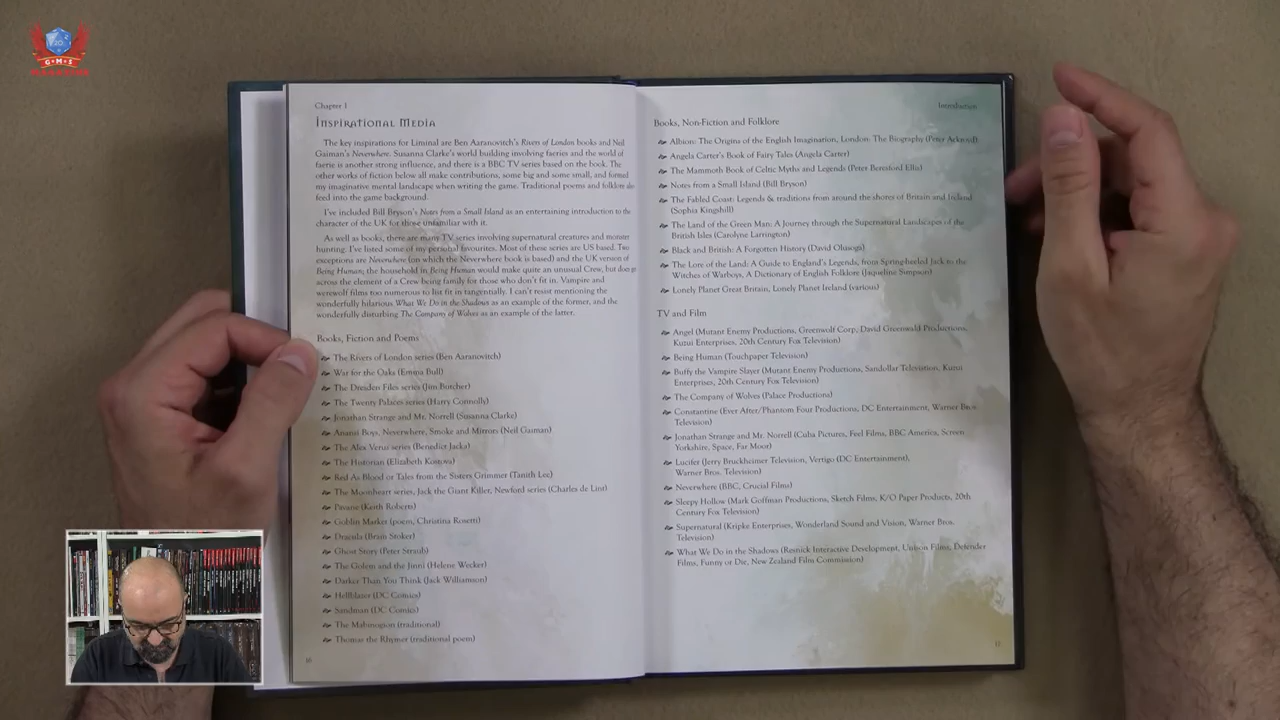 G·M·S
Chapter 1
Inspirational Media
The key inspirations for Liminal are Ben Aaranovitch's Rivers of London books and Neil
Gaiman's Neverwhere. Susanna Clarke's world building involving faeries and the world of
faerie is another strong influence, and there is a BBC TV series based on the book. The
other works of fiction below all make contributions, some big and some small, and formed
my imaginative mental landscape when writing the game. Traditional poems and folklore also
feed into the game background.
I've included Bill Bryson's Notes from a Small Island as an entertaining introduction to the
character of the UK for those unfamiliar with it.
As well as books, there are many TV series involving supernatural creatures and monster
hunting. I've listed some of my personal favourites. Most of these series are US based. Two
exceptions are Neverwhere (on which the Neverwhere book is based) and the UK version of
Being Human; the household in Being Human would make quite an unusual Crew, but does get
across the element of a Crew being family for those who don't fit in. Vampire and
werewolf films too numerous to list fit in tangentially. I can't resist mentioning the
wonderfully hilarious What We Do in the Shadows as an example of the former, and the
wonderfully disturbing The Company of Wolves as an example of the latter.
Books, Fiction and Poems
The Rivers of London series (Ben Aaronovitch)
War for the Oaks (Emma Bull)
The Dresden Files series (Jim Butcher)
The Twenty Palaces series (Harry Connolly)
Jonathan Strange and Mr. Norrell (Susanna Clarke)
Anansi Boys, Neverwhere, Smoke and Mirrors (Neil Gaiman)
The Alex Verus series (Benedict Jacka)
The Historian (Elizabeth Kostova)
Red As Blood or Tales from the Sisters Grimmer (Tanith Lee)
The Moonheart series, Jack the Giant Killer, Newford series (Charles de Lint)
Pavane (Keith Roberts)
Goblin Market (poem, Christina Rosetti)
Dracula (Bram Stoker)
Ghost Story (Peter Straub)
The Golem and the Jinni (Helene Wecker)
Darker Than You Think (Jack Williamson)
Hellblazer (DC Comics)
Sandman (DC Comics)
The Mabinogion (traditional)
Thomas the Rhymer (traditional poem)
10
Introduction
Books, Non-Fiction and Folklore
Albion: The Origins of the English Imagination, London: The Biography (Peter Ackroyd)
Angela Carter's Book of Fairy Tales (Angela Carter)
The Mammoth Book of Celtic Myths and Legends (Peter Beresford Ellis)
Notes from a Small Island (Bill Bryson)
The Fabled Coast: Legends & traditions from around the shores of Britain and Ireland
(Sophia Kingshill)
The Land of the Green Man: A Journey through the Supernatural Landscapes of the
British Isles (Carolyne Larrington)
Black and British: A Forgotten History (David Olusoga)
The Lore of the Land: A Guide to England's Legends, from Spring-heeled Jack to the
Witches of Warboys, A Dictionary of English Folklore (Jaqueline Simpson)
Lonely Planet Great Britain, Lonely Planet Ireland (various)
TV and Film
Angel (Mutant Enemy Productions, Greenwolf Corp, David Greenwald Productions,
Kuzui Enterprises, 20th Century Fox Television)
Being Human (Touchpaper Television)
Buffy the Vampire Slayer (Mutant Enemy Productions, Sandollar Television, Kuzui
Enterprises, 20th Century Fox Television)
The Company of Wolves (Palace Productions)
Constantine (Ever After/Phantom Four Productions, DC Entertainment, Warner Bros.
Television)
Jonathan Strange and Mr. Norrell (Cuba Pictures, Feel Films, BBC America, Screen
Yorkshire, Space, Far Moor)
Lucifer (Jerry Bruckheimer Television, Vertigo (DC Entertainment),
Warner Bros. Television)
Neverwhere (BBC, Crucial Films)
Sleepy Hollow (Mark Goffman Productions, Sketch Films, K/O Paper Products, 20th
Century Fox Television)
Supernatural (Kripke Enterprises, Wonderland Sound and Vision, Warner Bros.
Television)
What We Do in the Shadows (Resnick Interactive Development, Unison Films, Defender
Films, Funny or Die, New Zealand Film Commission)
11